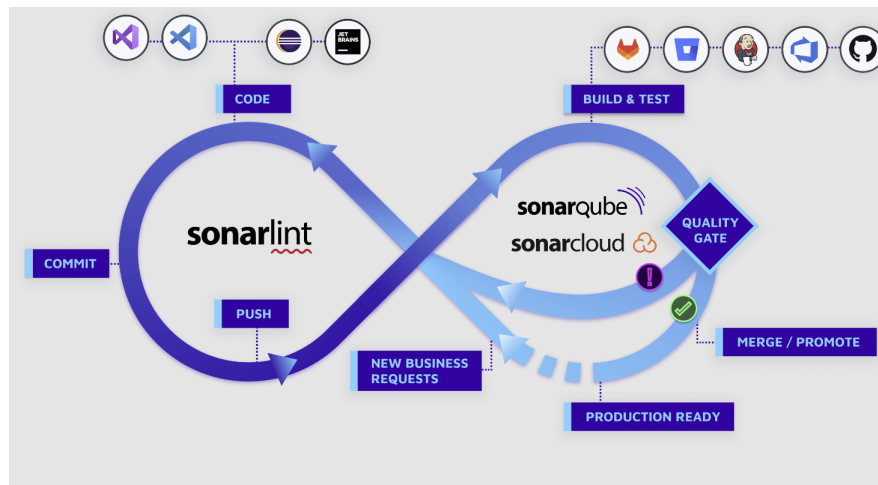 JET
BRAINS
CODE
BUILD & TEST
sonarlint
sonarqube
sonarcloud
QUALITY
GATE
COMMIT
PUSH
NEW BUSINESS
REQUESTS
MERGE / PROMOTE
PRODUCTION READY